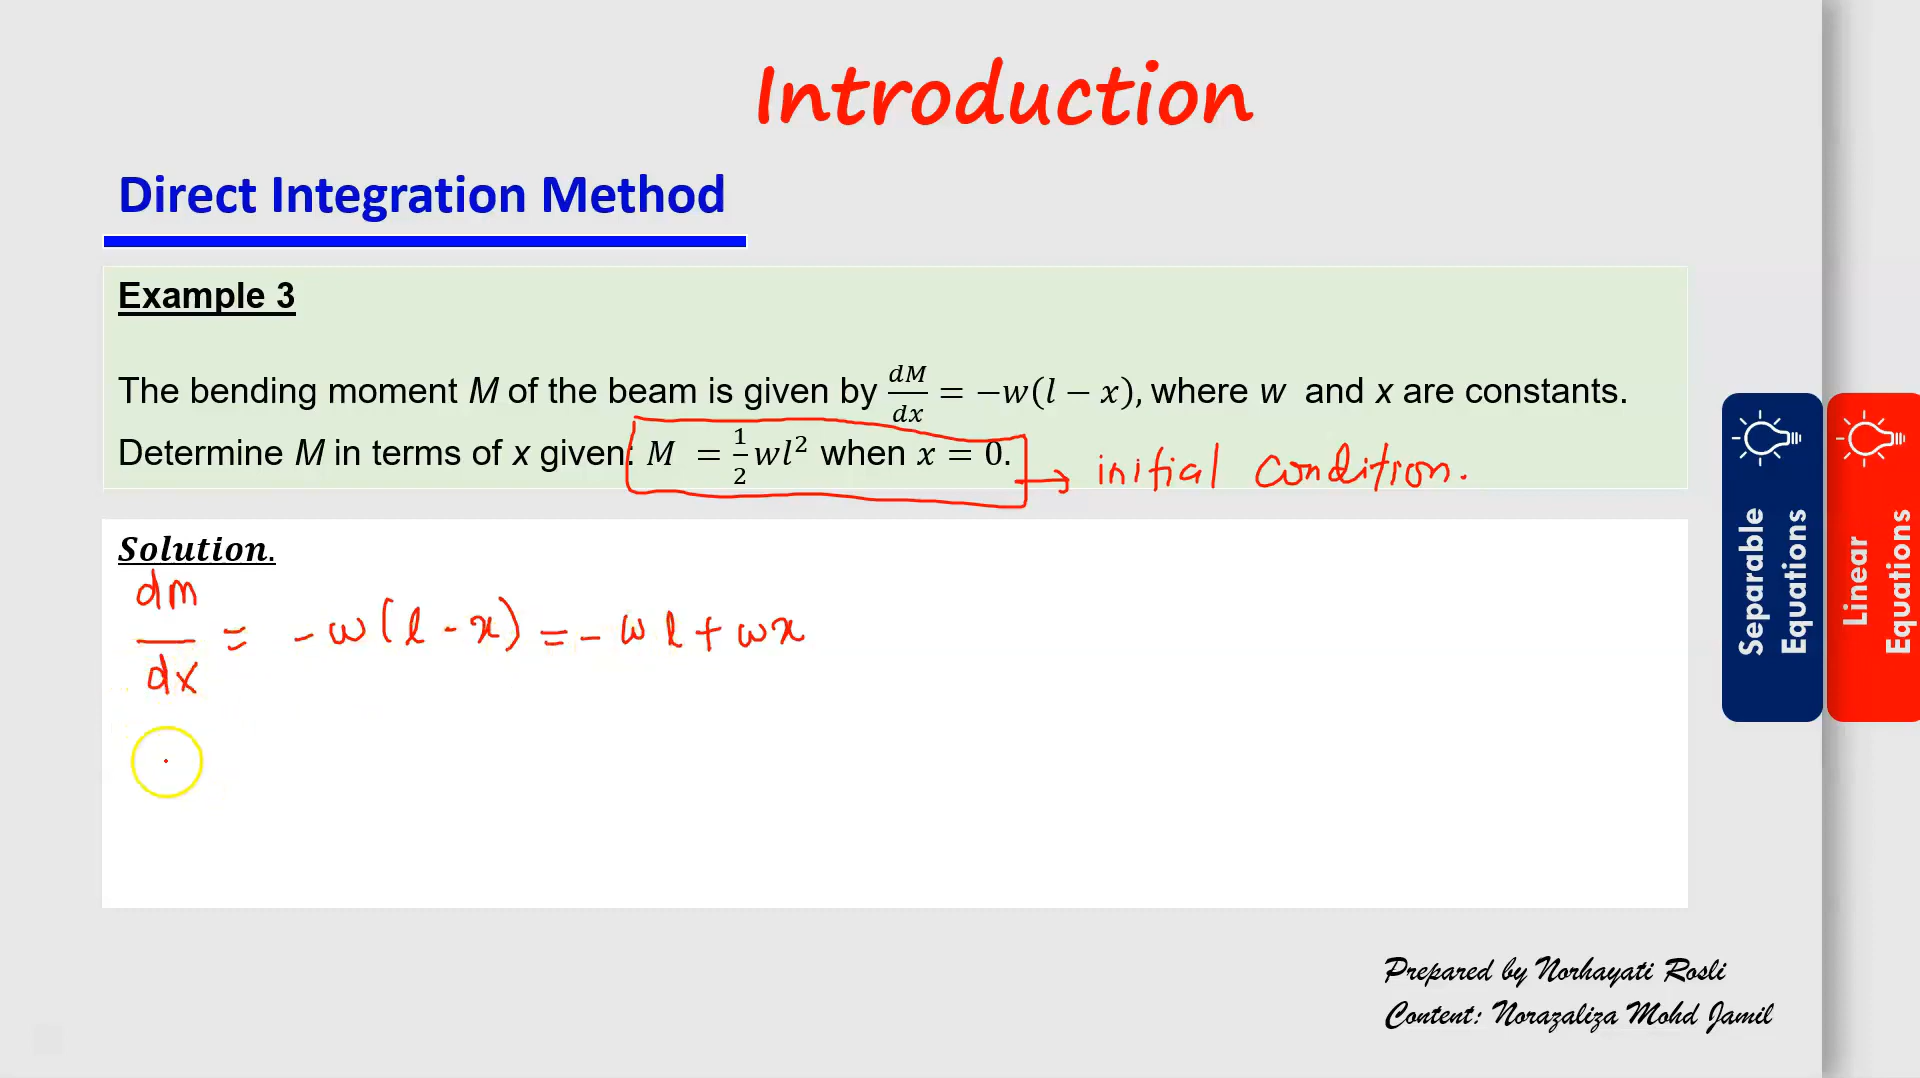 Introduction
Direct Integration Method
Example 3
The bending moment M of the beam is given by dM/dx = −w(l − x), where w and x are constants.
Determine M in terms of x given: M = 1/2 wl² when x = 0. → initial condition.
Solution.
dm/dx = -w(l-x) = -wl+wx
Separable Equations
Linear Equations
Prepared by Norhayati Rosli
Content: Norazaliza Mohd Jamil